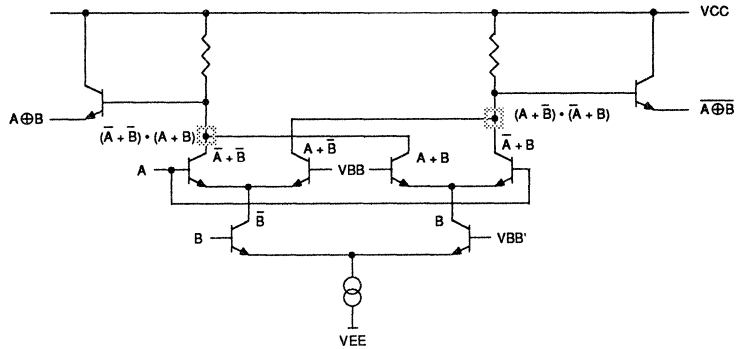 VCC
A⊕B
(A̅ + B̅) • (A + B)
(A + B̅) • (A̅ + B)
A̅⊕̅B̅
A̅ + B̅
A + B̅
A + B
A̅ + B
A
VBB
B̅
B
B
VBB'
VEE